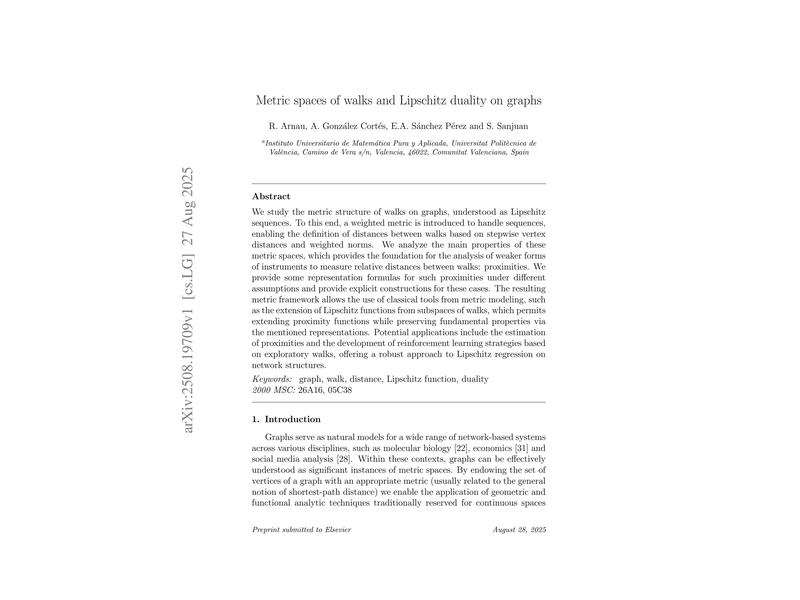 Metric spaces of walks and Lipschitz duality on graphs
R. Arnau, A. González Cortés, E.A. Sánchez Pérez and S. Sanjuan
ᵃInstituto Universitario de Matemática Pura y Aplicada, Universitat Politècnica de
València, Camino de Vera s/n, Valencia, 46022, Comunitat Valenciana, Spain
Abstract
We study the metric structure of walks on graphs, understood as Lipschitz
sequences. To this end, a weighted metric is introduced to handle sequences,
enabling the definition of distances between walks based on stepwise vertex
distances and weighted norms. We analyze the main properties of these
metric spaces, which provides the foundation for the analysis of weaker forms
of instruments to measure relative distances between walks: proximities. We
provide some representation formulas for such proximities under different
assumptions and provide explicit constructions for these cases. The resulting
metric framework allows the use of classical tools from metric modeling, such
as the extension of Lipschitz functions from subspaces of walks, which permits
extending proximity functions while preserving fundamental properties via
the mentioned representations. Potential applications include the estimation
of proximities and the development of reinforcement learning strategies based
on exploratory walks, offering a robust approach to Lipschitz regression on
network structures.
Keywords: graph, walk, distance, Lipschitz function, duality
2000 MSC: 26A16, 05C38
1. Introduction
Graphs serve as natural models for a wide range of network-based systems
across various disciplines, such as molecular biology [22], economics [31] and
social media analysis [28]. Within these contexts, graphs can be effectively
understood as significant instances of metric spaces. By endowing the set of
vertices of a graph with an appropriate metric (usually related to the general
notion of shortest-path distance) we enable the application of geometric and
functional analytic techniques traditionally reserved for continuous spaces
Preprint submitted to Elsevier
August 28, 2025
arXiv:2508.19709v1 [cs.LG] 27 Aug 2025